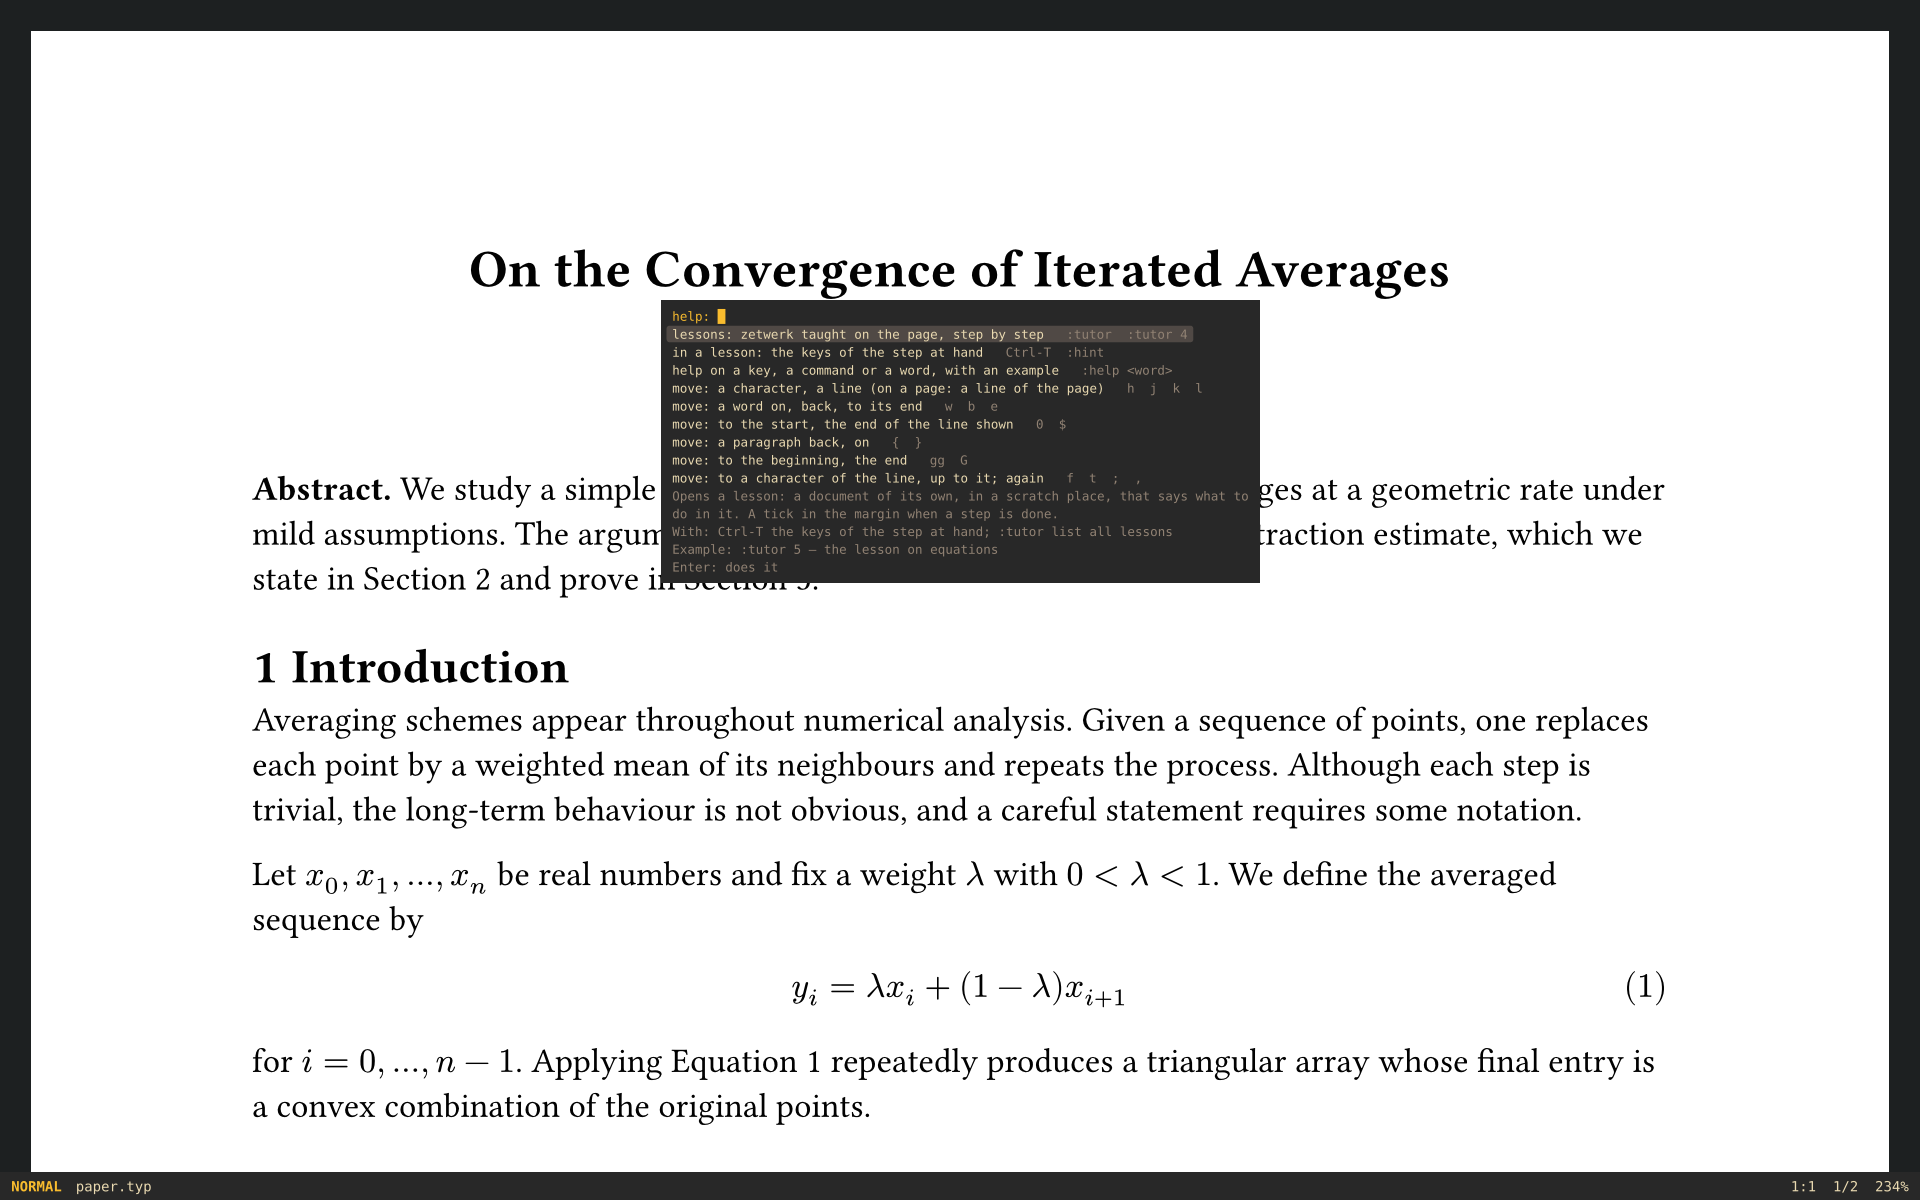 On the Convergence of Iterated Averages
help:
lessons: zetwerk taught on the page, step by step :tutor :tutor 4
in a lesson: the keys of the step at hand Ctrl-T :hint
help on a key, a command or a word, with an example :help <word>
move: a character, a line (on a page: a line of the page) h j k l
move: a word on, back, to its end w b e
move: to the start, the end of the line shown 0 $
move: a paragraph back, on { }
move: to the beginning, the end gg G
move: to a character of the line, up to it; again f t ; ,
Opens a lesson: a document of its own, in a scratch place, that says what to
do in it. A tick in the margin when a step is done.
With: Ctrl-T the keys of the step at hand; :tutor list all lessons
Example: :tutor 5 — the lesson on equations
Enter: does it
Abstract. We study a simple ges at a geometric rate under
mild assumptions. The argum traction estimate, which we
state in Section 2 and prove in Section 3.
1 Introduction
Averaging schemes appear throughout numerical analysis. Given a sequence of points, one replaces
each point by a weighted mean of its neighbours and repeats the process. Although each step is
trivial, the long-term behaviour is not obvious, and a careful statement requires some notation.
Let x₀, x₁, ..., xₙ be real numbers and fix a weight λ with 0 < λ < 1. We define the averaged
sequence by
yᵢ = λxᵢ + (1 − λ)xᵢ₊₁ (1)
for i = 0, ..., n − 1. Applying Equation 1 repeatedly produces a triangular array whose final entry is
a convex combination of the original points.
NORMAL paper.typ 1:1 1/2 234%